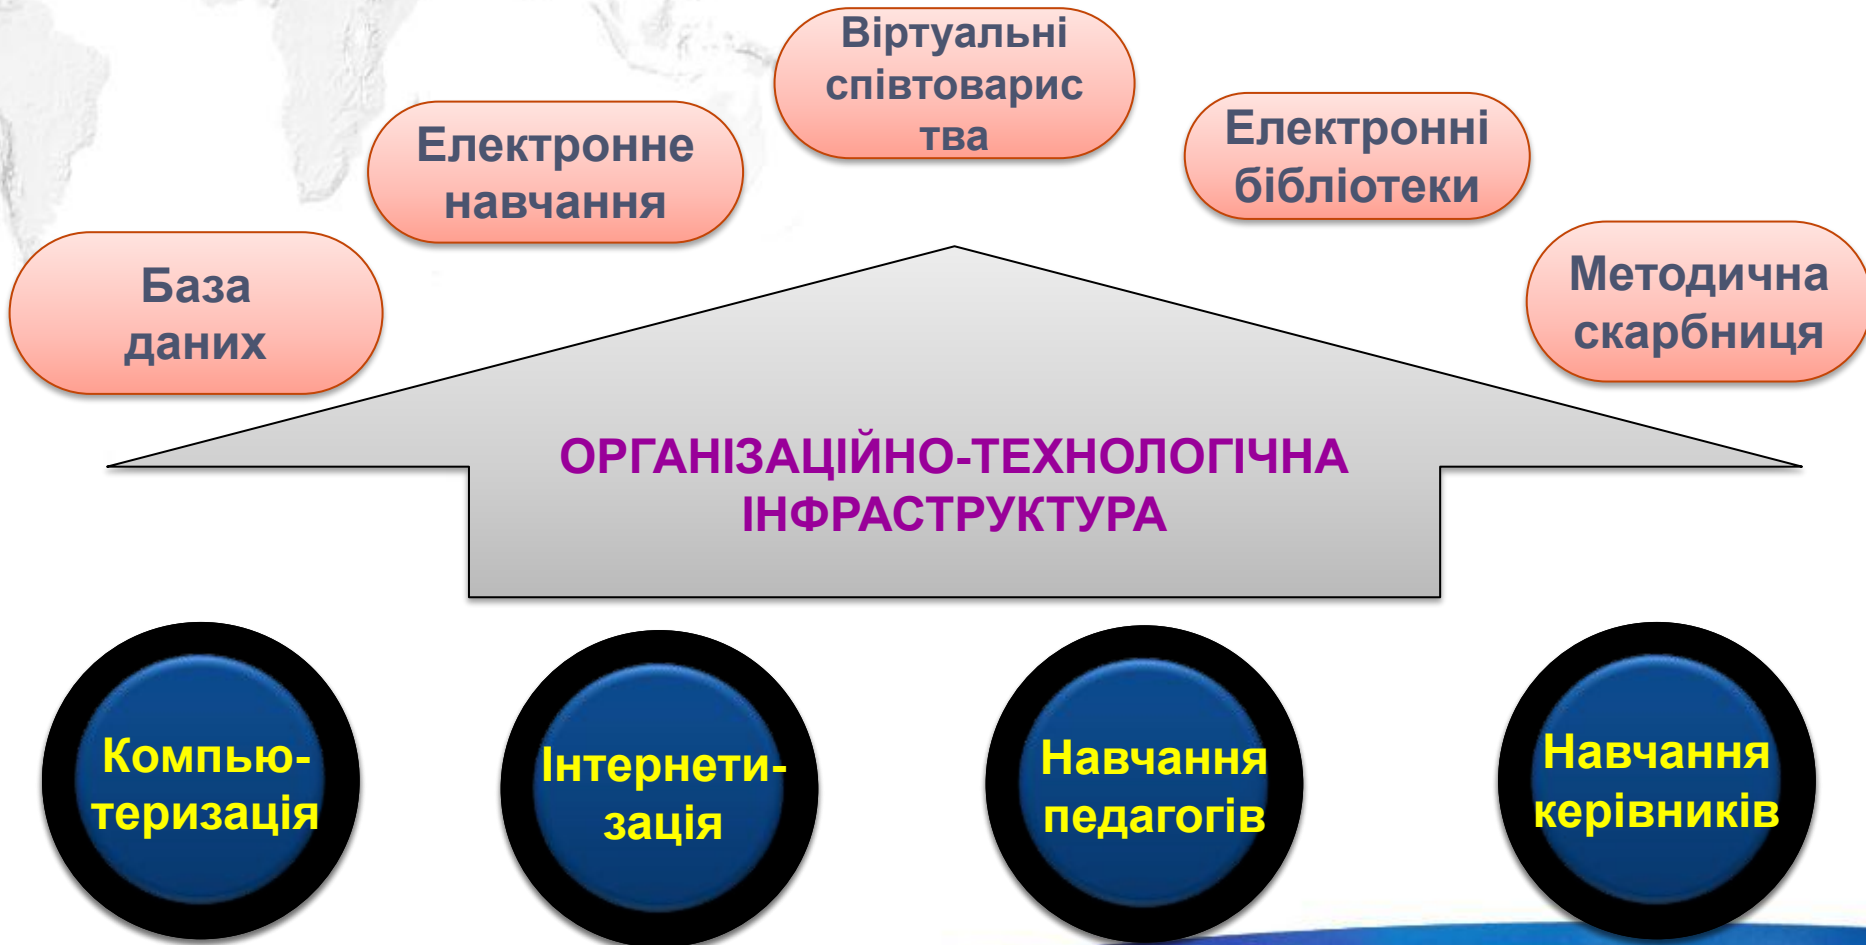 Віртуальні
співтоварис
тва
Електронне
навчання
Електронні
бібліотеки
База
даних
Методична
скарбниця
ОРГАНІЗАЦІЙНО-ТЕХНОЛОГІЧНА
ІНФРАСТРУКТУРА
Компью-
теризація
Інтернети-
зація
Навчання
педагогів
Навчання
керівників